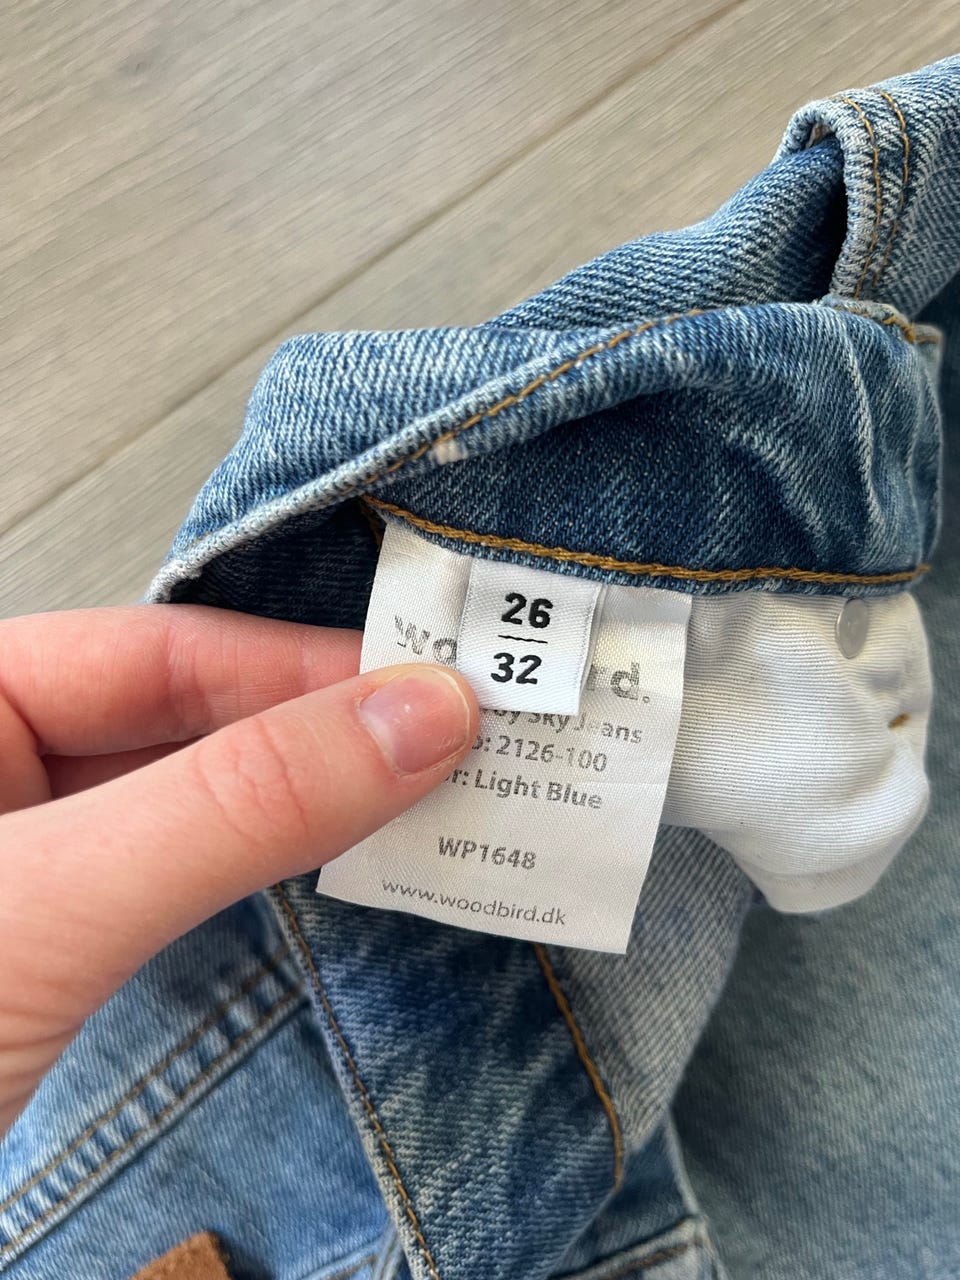 26
32
Sky Jeans
2126-100
Light Blue
WP1648
www.woodbird.dk